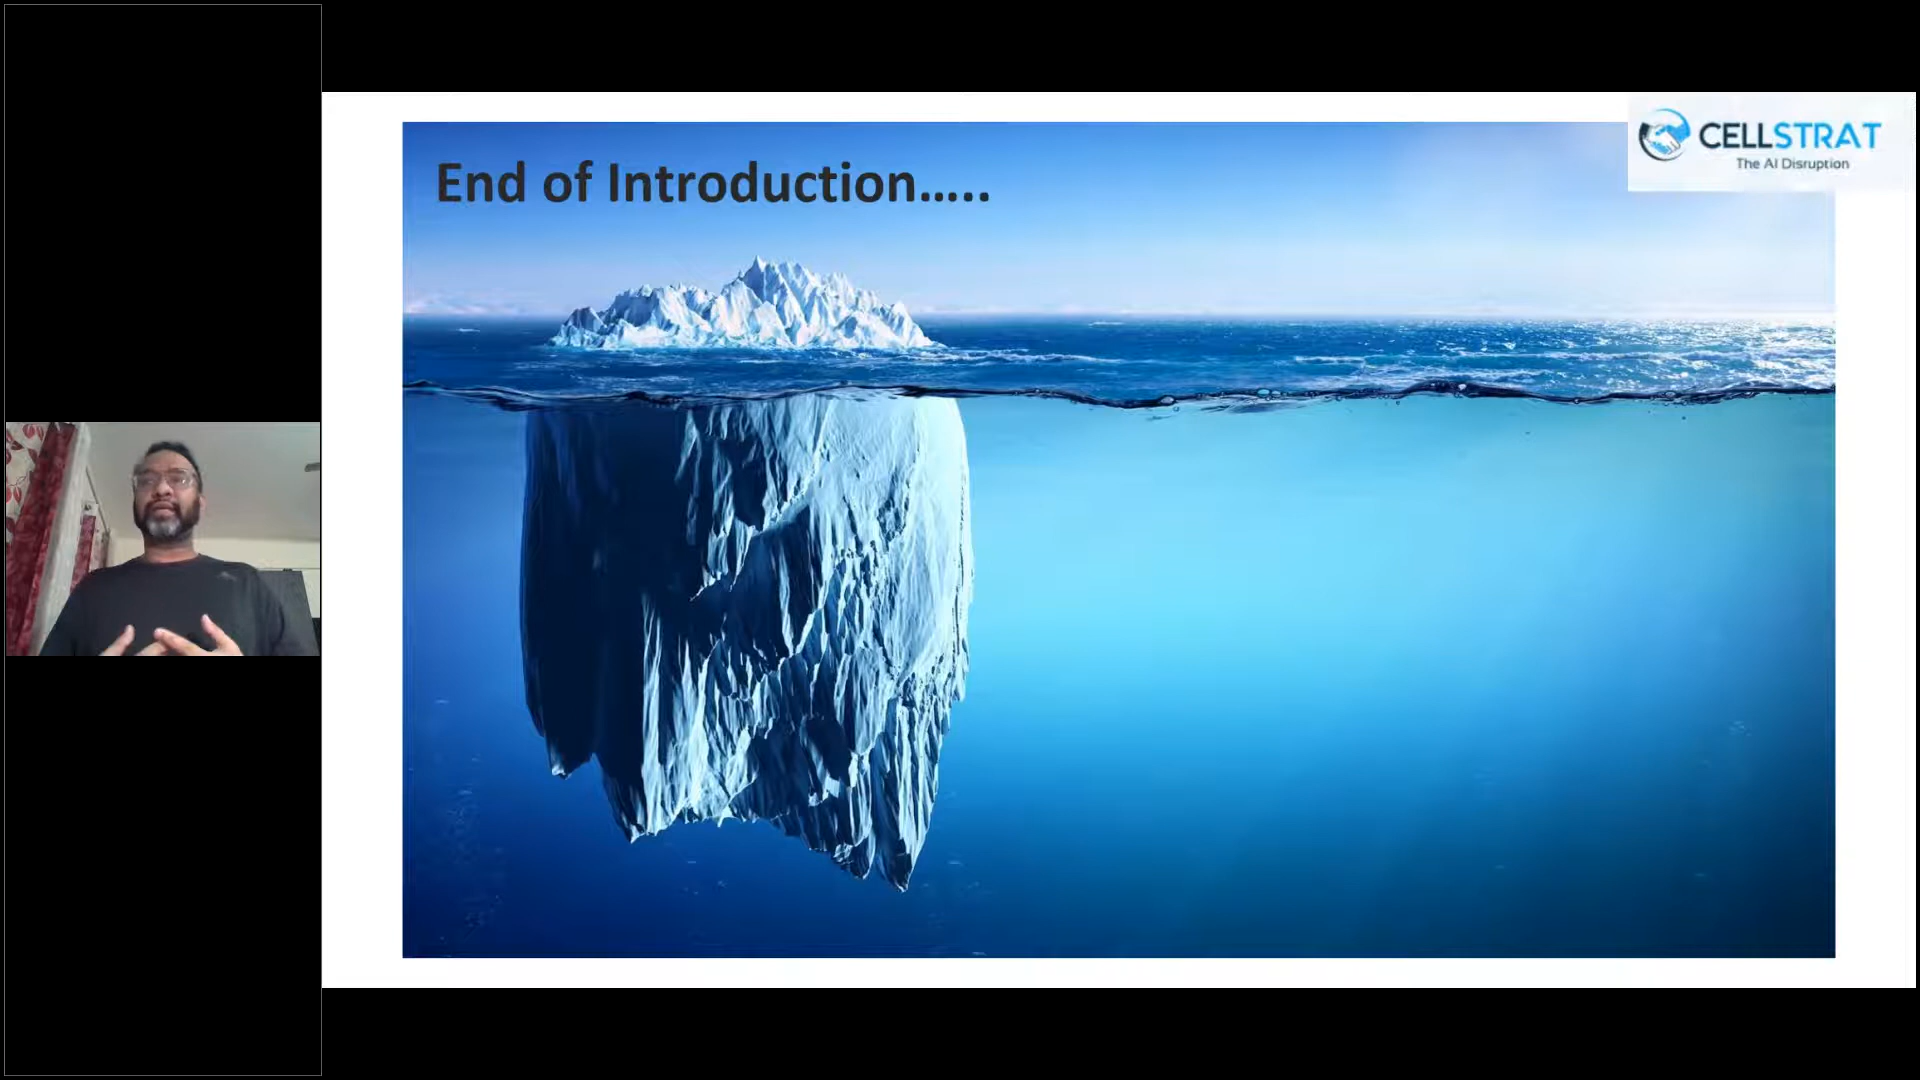 End of Introduction.....
CELLSTRAT
The AI Disruption